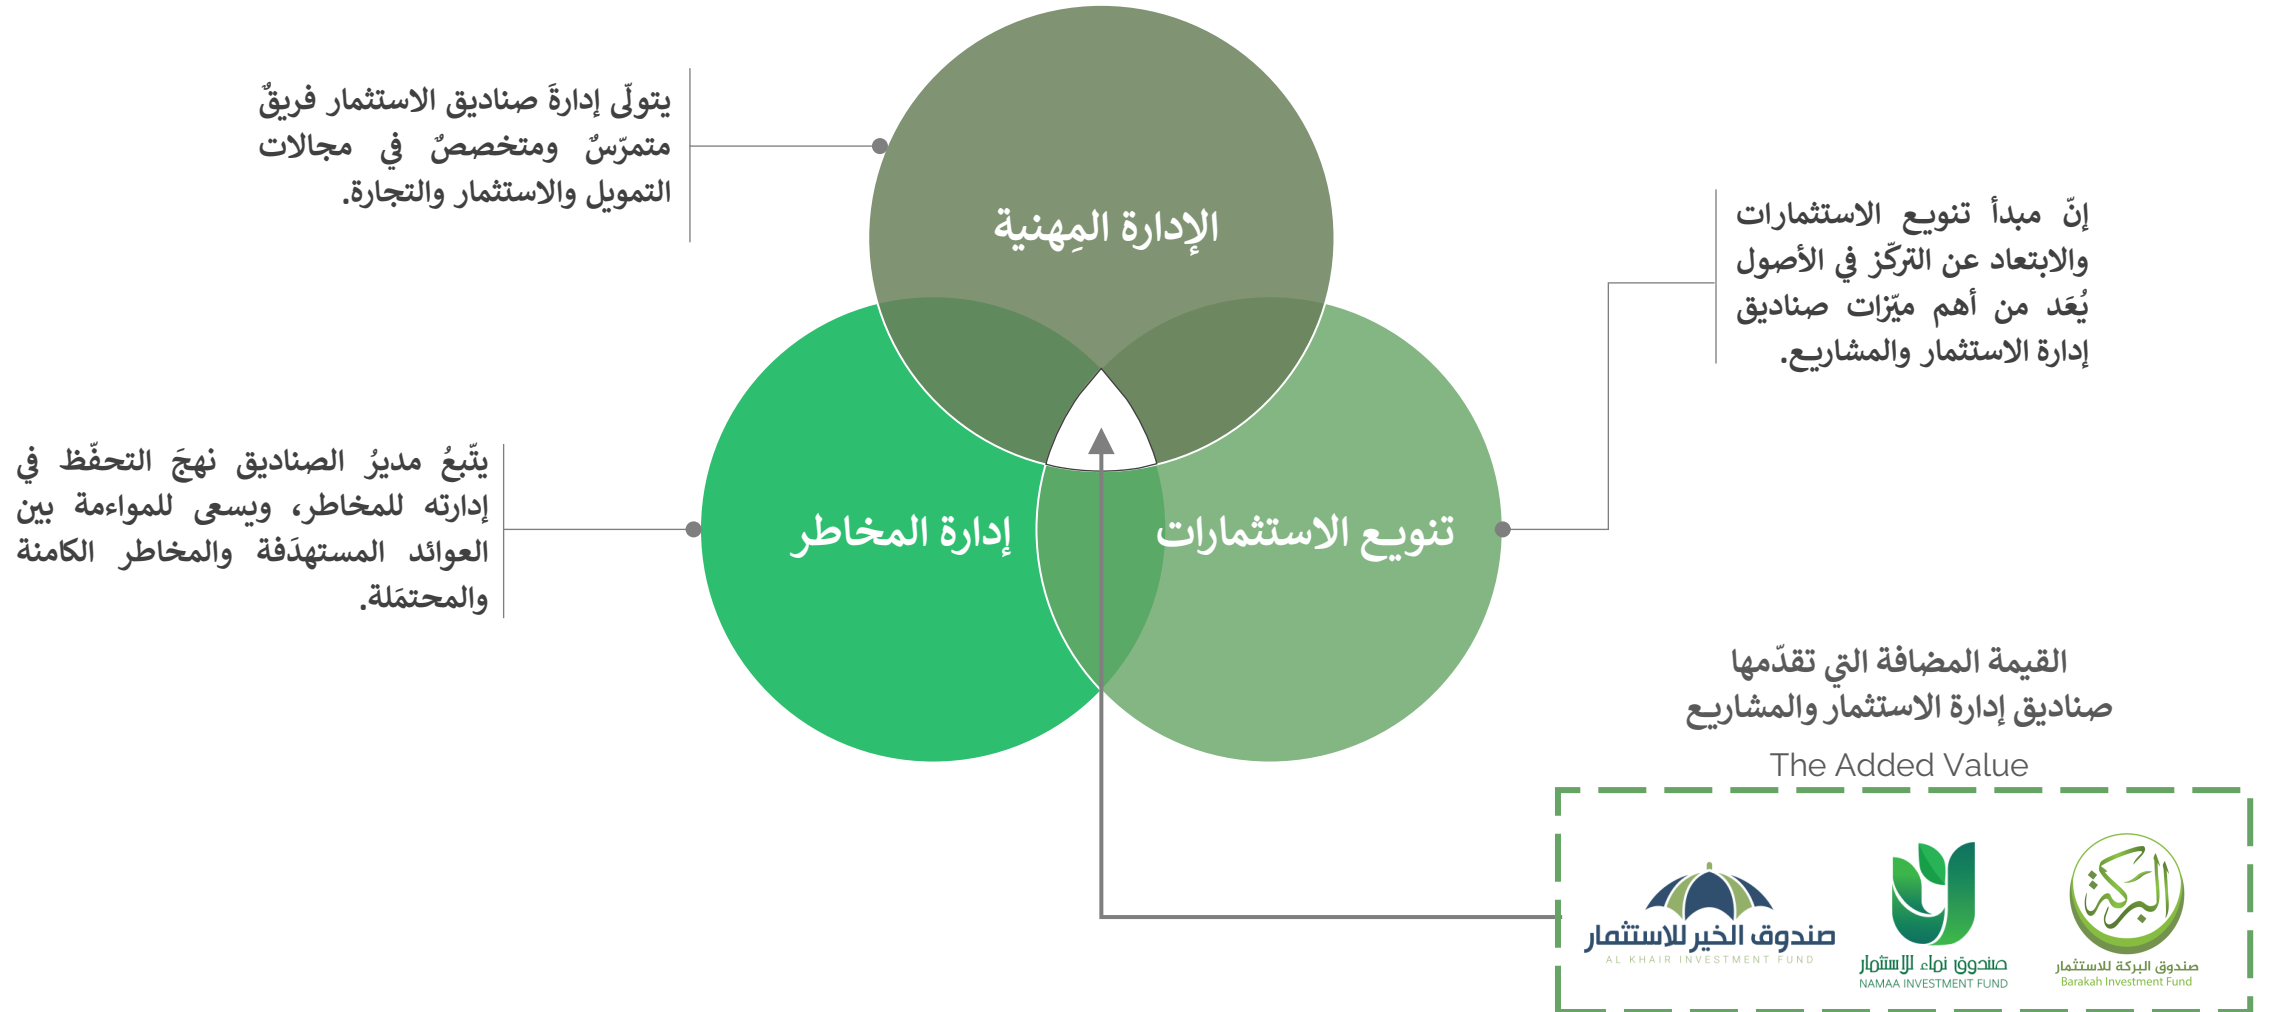 الإدارة المِهنية
يتولّى إدارةَ صناديق الاستثمار فريقٌ
متمرّسٌ ومتخصصٌ في مجالات
التمويل والاستثمار والتجارة.
إنّ مبدأ تنويع الاستثمارات
والابتعاد عن التركّز في الأصول
يُعَد من أهم ميّزات صناديق
إدارة الاستثمار والمشاريع.
تنويع الاستثمارات
إدارة المخاطر
يتّبعُ مديرُ الصناديق نهجَ التحفّظ في
إدارته للمخاطر، ويسعى للمواءمة بين
العوائد المستهدَفة والمخاطر الكامنة
والمحتمَلة.
القيمة المضافة التي تقدّمها
صناديق إدارة الاستثمار والمشاريع
The Added Value
البركة
صندوق البركة للاستثمار
Barakah Investment Fund
صندوق نماء للإستثمار
NAMAA INVESTMENT FUND
صندوق الخير للاستثمار
AL KHAIR INVESTMENT FUND